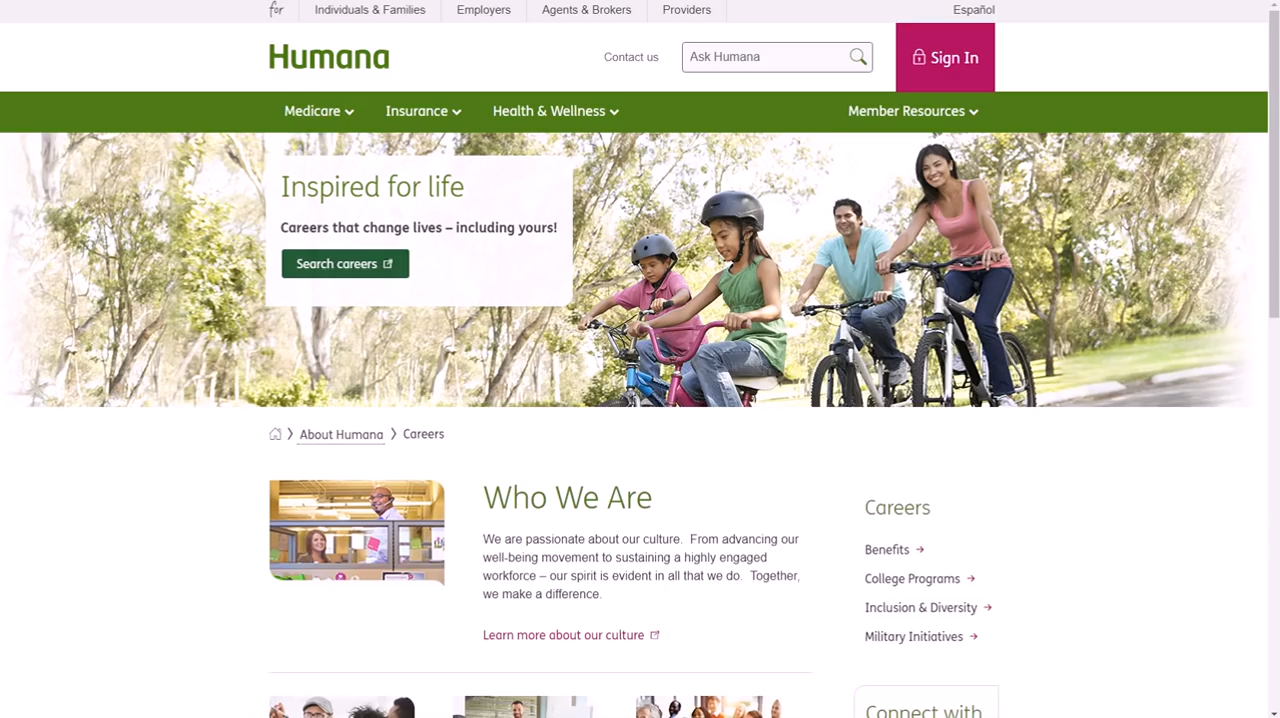 for
Individuals & Families
Employers
Agents & Brokers
Providers
Español
Humana
Contact us
Ask Humana
Sign In
Medicare
Insurance
Health & Wellness
Member Resources
Inspired for life
Careers that change lives – including yours!
Search careers
About Humana
Careers
Who We Are
We are passionate about our culture. From advancing our
well-being movement to sustaining a highly engaged
workforce – our spirit is evident in all that we do. Together,
we make a difference.
Learn more about our culture
Careers
Benefits
College Programs
Inclusion & Diversity
Military Initiatives
Connect with